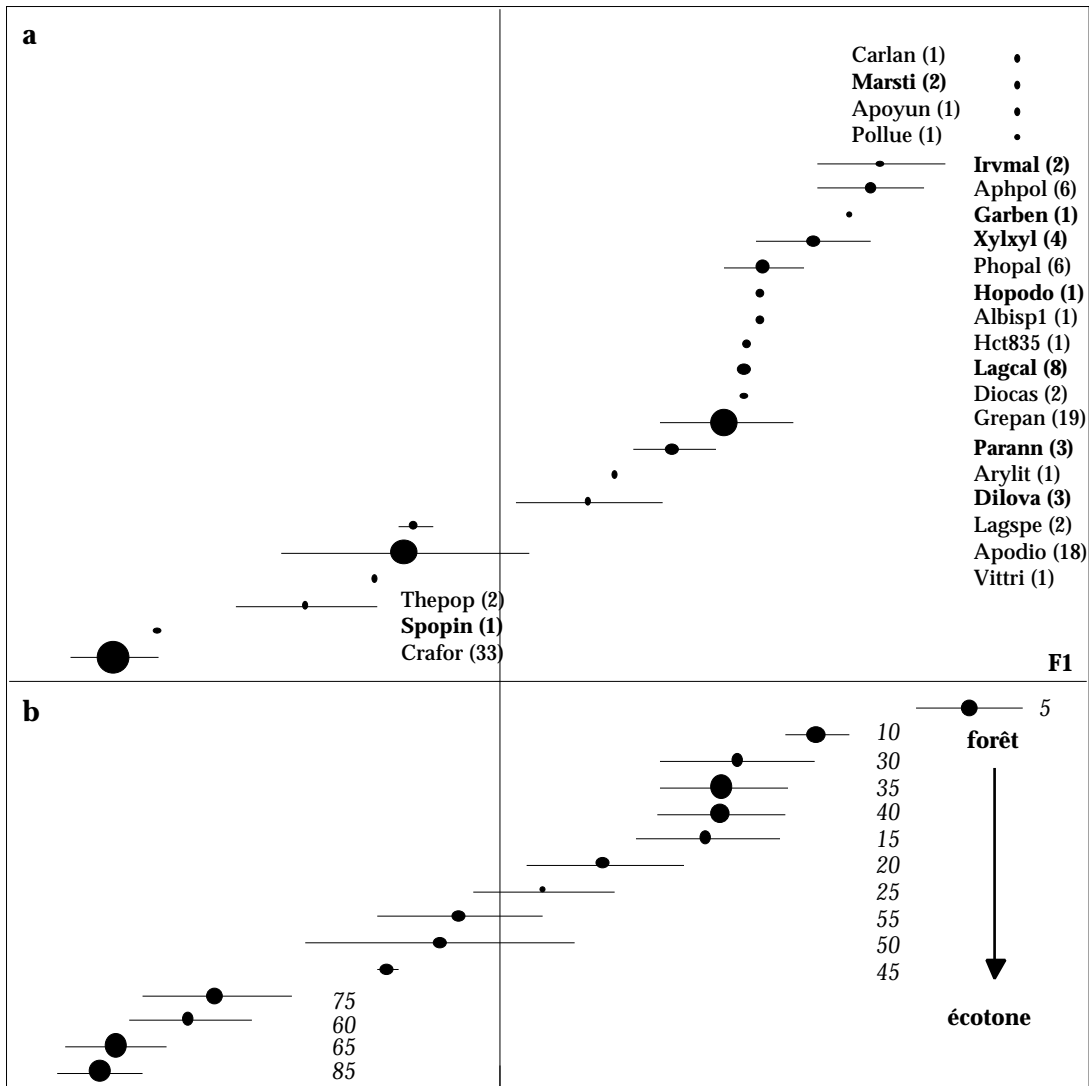 a
Carlan (1)
Marsti (2)
Apoyun (1)
Pollue (1)
Irvmal (2)
Aphpol (6)
Garben (1)
Xylxyl (4)
Phopal (6)
Hopodo (1)
Albisp1 (1)
Hct835 (1)
Lagcal (8)
Diocas (2)
Grepan (19)
Parann (3)
Arylit (1)
Dilova (3)
Lagspe (2)
Apodio (18)
Vittri (1)
Thepop (2)
Spopin (1)
Crafor (33)
F1
b
5
10
forêt
30
35
40
15
20
25
55
50
45
75
écotone
60
65
85